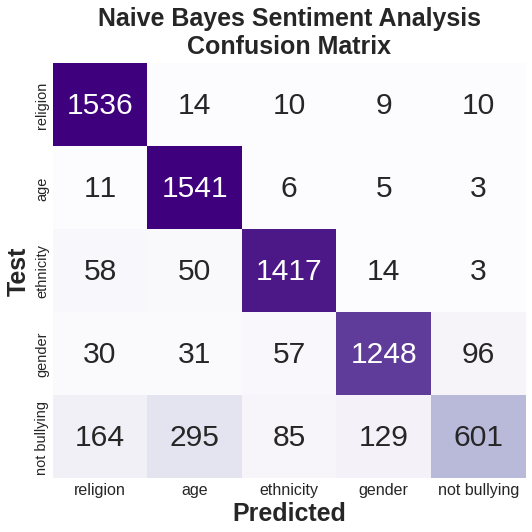 Naive Bayes Sentiment Analysis
Confusion Matrix
religion 1536 14 10 9 10
age 11 1541 6 5 3
ethnicity 58 50 1417 14 3
gender 30 31 57 1248 96
not bullying 164 295 85 129 601
Test
religion age ethnicity gender not bullying
Predicted